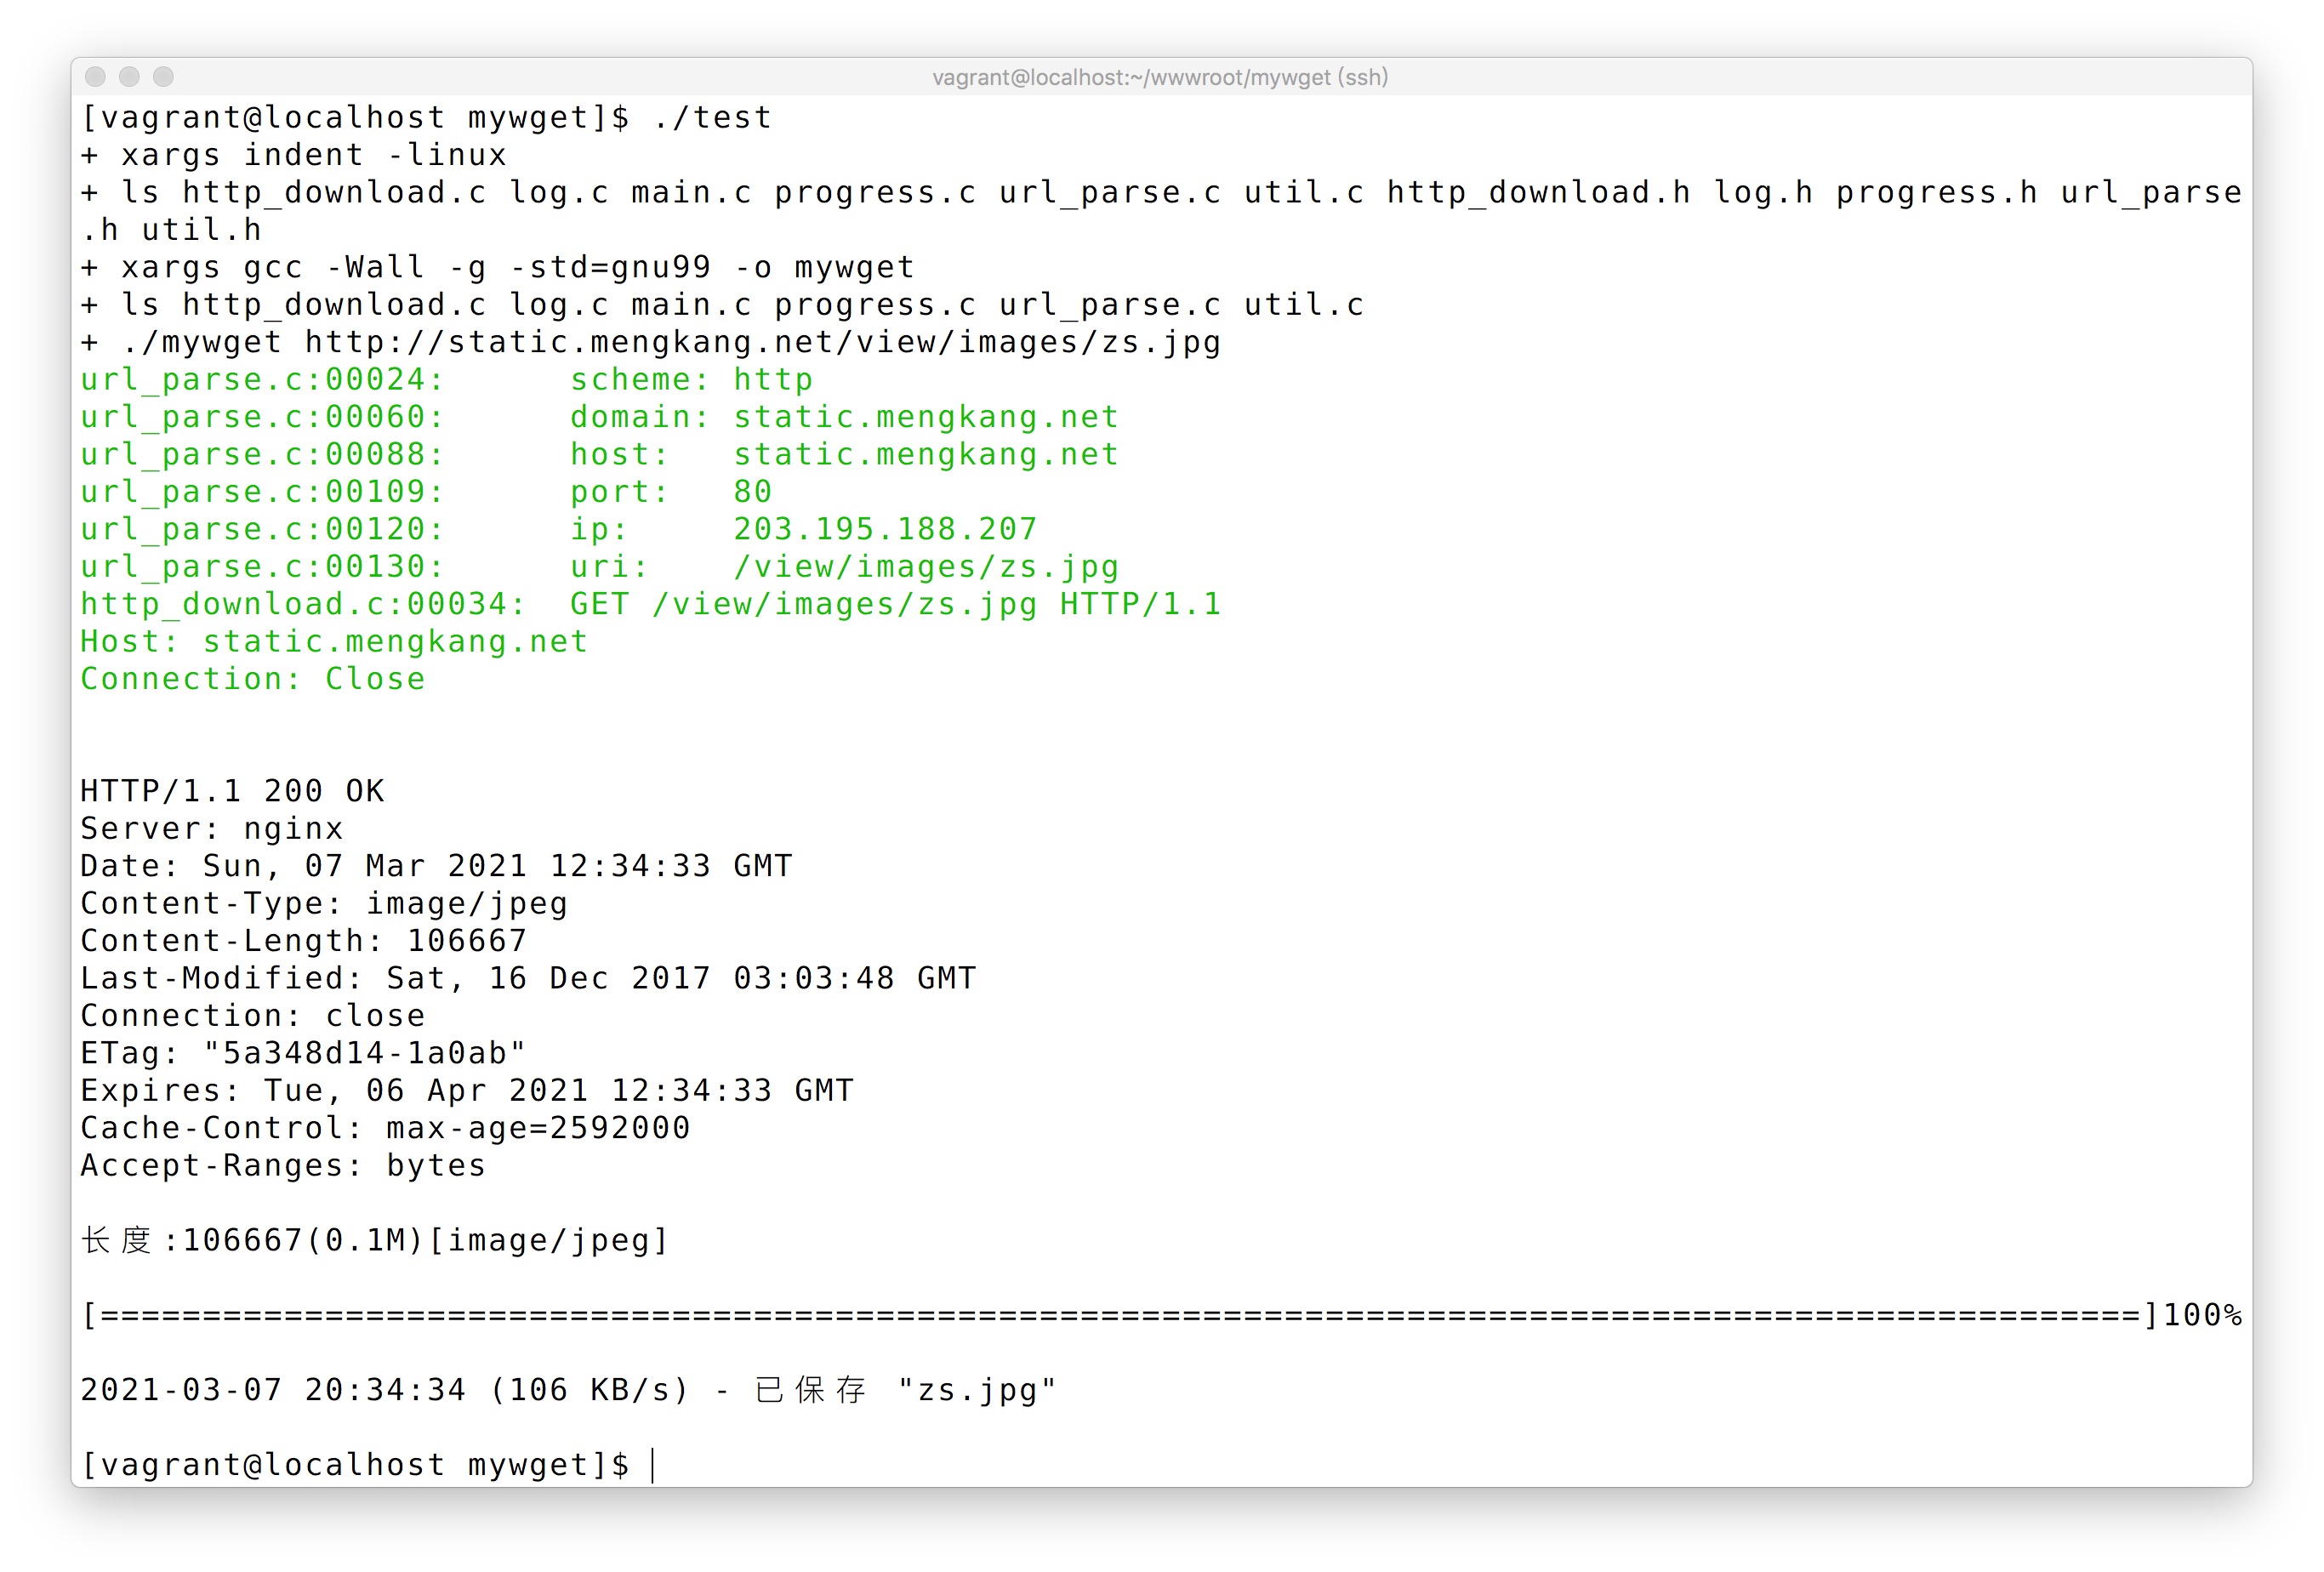 vagrant@localhost:~/wwwroot/mywget (ssh)
[vagrant@localhost mywget]$ ./test
+ xargs indent -linux
+ ls http_download.c log.c main.c progress.c url_parse.c util.c http_download.h log.h progress.h url_parse
.h util.h
+ xargs gcc -Wall -g -std=gnu99 -o mywget
+ ls http_download.c log.c main.c progress.c url_parse.c util.c
+ ./mywget http://static.mengkang.net/view/images/zs.jpg
url_parse.c:00024:      scheme: http
url_parse.c:00060:      domain: static.mengkang.net
url_parse.c:00088:      host:   static.mengkang.net
url_parse.c:00109:      port:   80
url_parse.c:00120:      ip:     203.195.188.207
url_parse.c:00130:      uri:    /view/images/zs.jpg
http_download.c:00034:  GET /view/images/zs.jpg HTTP/1.1
Host: static.mengkang.net
Connection: Close
HTTP/1.1 200 OK
Server: nginx
Date: Sun, 07 Mar 2021 12:34:33 GMT
Content-Type: image/jpeg
Content-Length: 106667
Last-Modified: Sat, 16 Dec 2017 03:03:48 GMT
Connection: close
ETag: "5a348d14-1a0ab"
Expires: Tue, 06 Apr 2021 12:34:33 GMT
Cache-Control: max-age=2592000
Accept-Ranges: bytes
长度:106667(0.1M)[image/jpeg]
[====================================================================================================]100%
2021-03-07 20:34:34 (106 KB/s) - 已保存 "zs.jpg"
[vagrant@localhost mywget]$